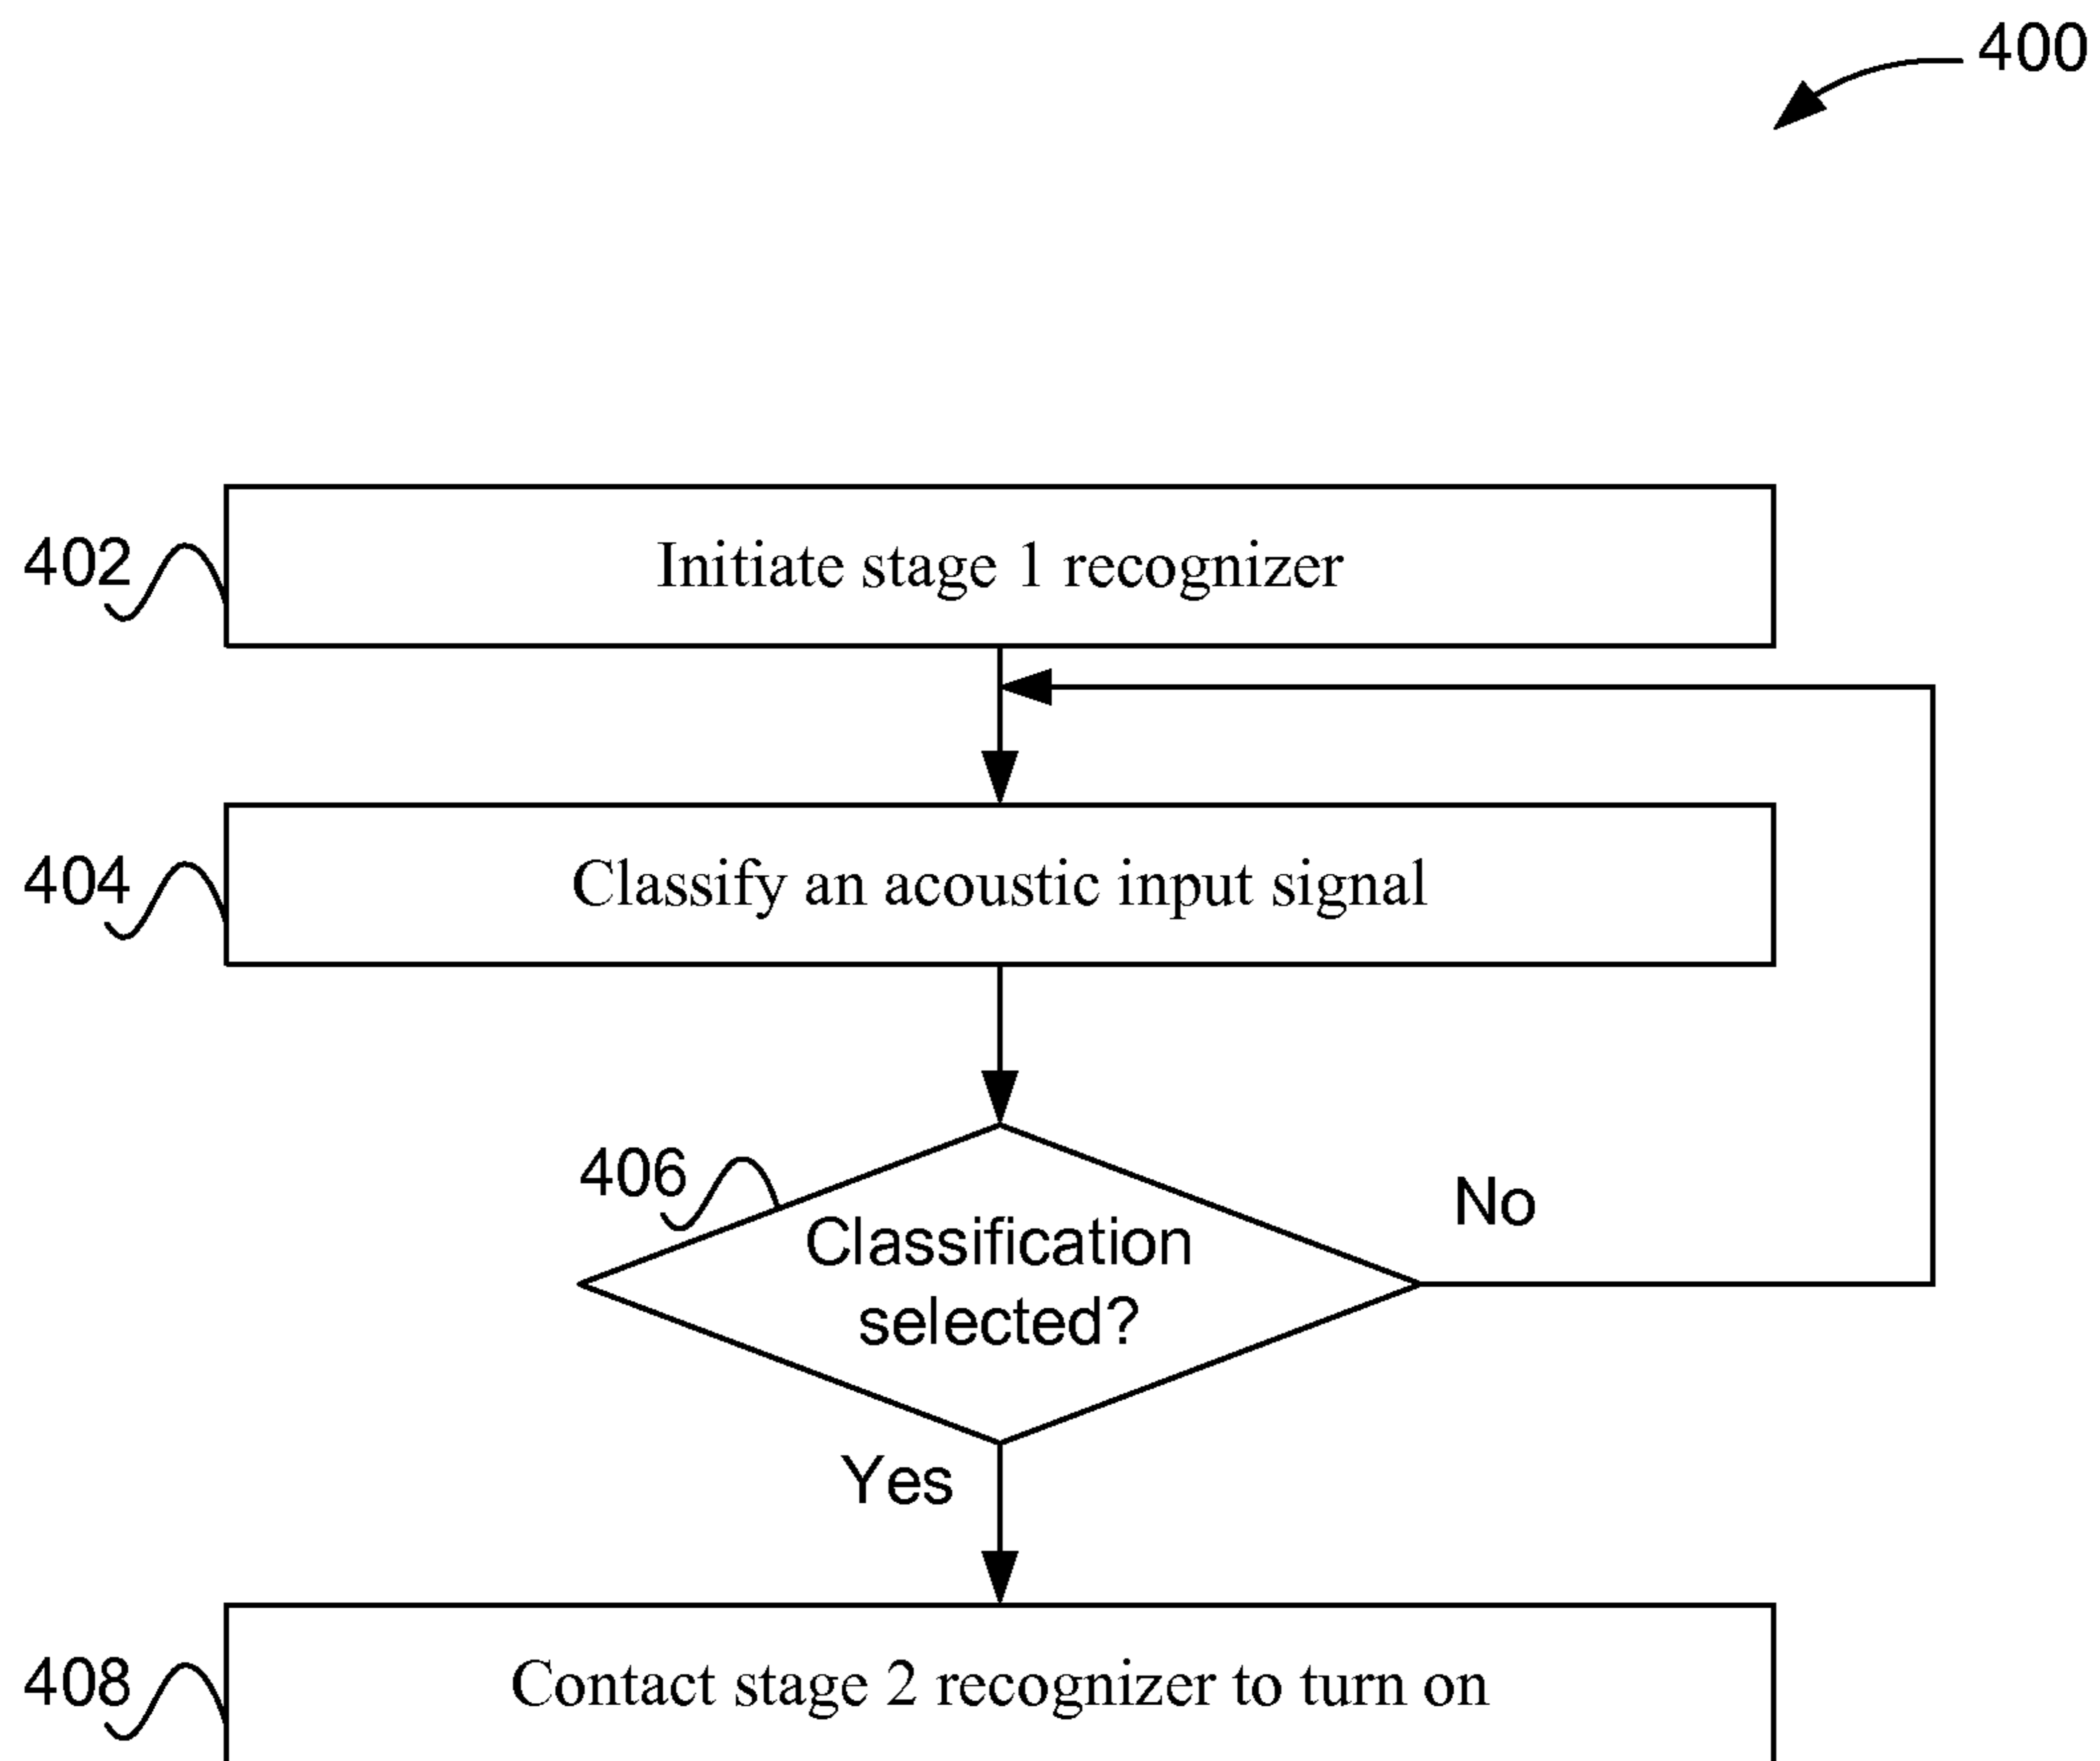 400
402
Initiate stage 1 recognizer
404
Classify an acoustic input signal
406
Classification
selected?
No
Yes
408
Contact stage 2 recognizer to turn on